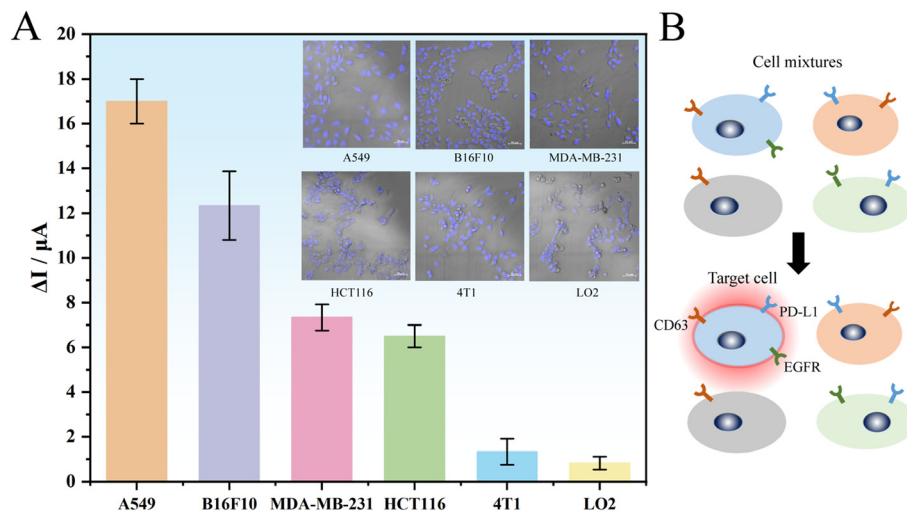 A
20
18
16
14
12
10
8
6
4
2
0
ΔI / μA
A549
B16F10
MDA-MB-231
HCT116
4T1
LO2
A549
B16F10
MDA-MB-231
HCT116
4T1
LO2
B
Cell mixtures
Target cell
CD63
PD-L1
EGFR